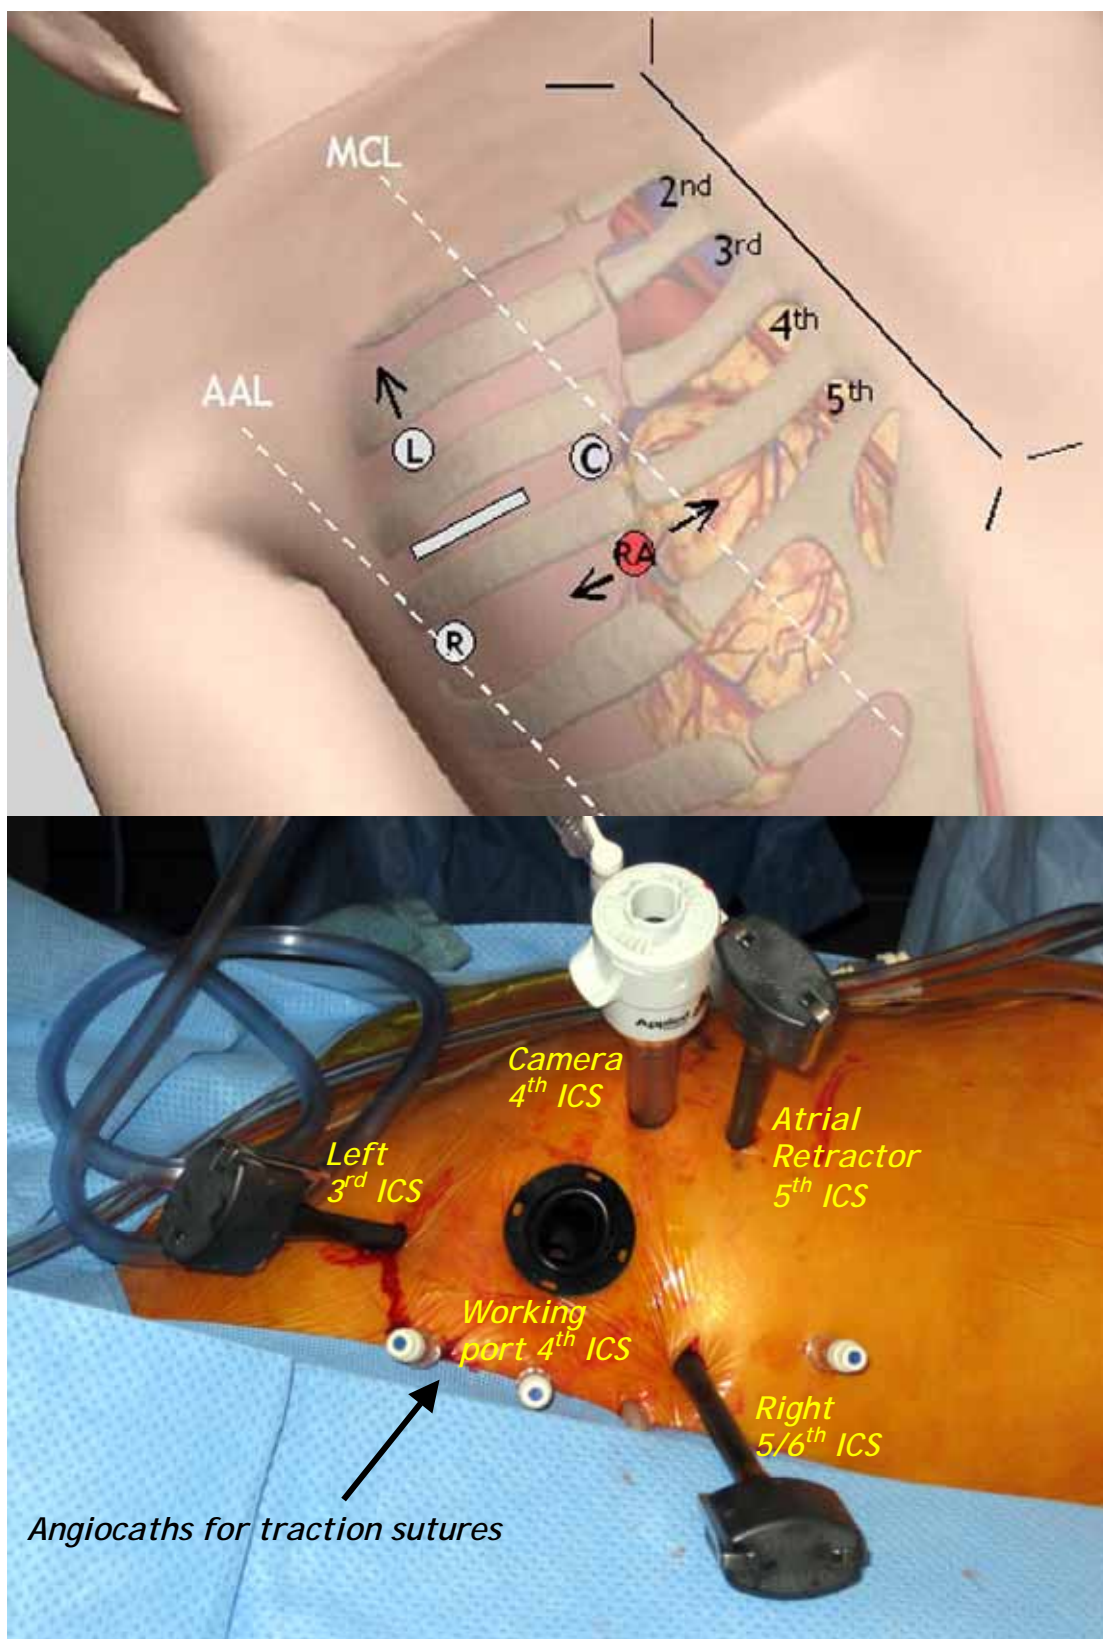 MCL
2nd
3rd
4th
AAL
5th
L
C
RA
R
Applied
Camera
4th ICS
Atrial
Retractor
5th ICS
Left
3rd ICS
Working
port 4th ICS
Right
5/6th ICS
Angiocaths for traction sutures